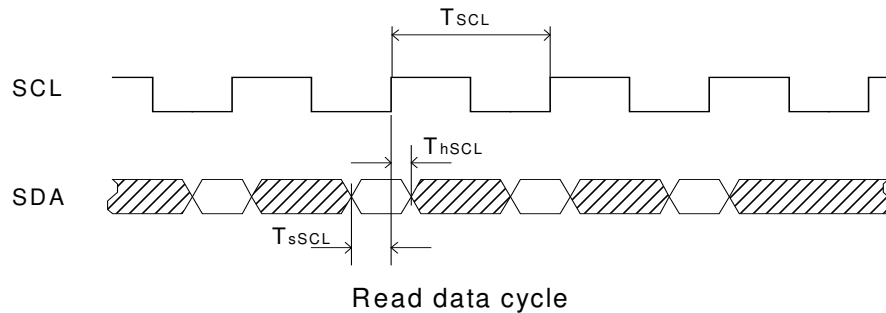 TSCL
SCL
ThSCL
SDA
TsSCL
Read data cycle